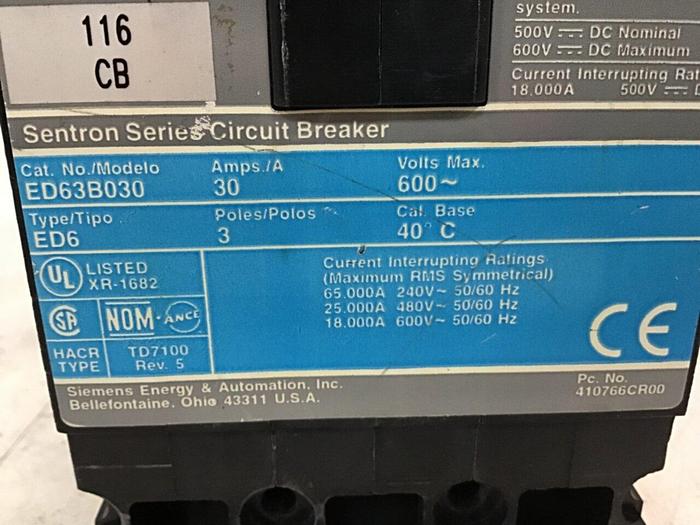 116
CB
system.
500V ⎓ DC Nominal
600V ⎓ DC Maximum
Current Interrupting
18,000A 500V ⎓
Sentron Series Circuit Breaker
Cat. No./Modelo Amps./A Volts Max.
ED63B030 30 600~
Type/Tipo Poles/Polos Cal. Base
ED6 3 40° C
UL LISTED
XR-1682
SA NOM-ANCE
HACR TYPE
TD7100
Rev. 5
Current Interrupting Ratings
(Maximum RMS Symmetrical)
65,000A 240V~ 50/60 Hz
25,000A 480V~ 50/60 Hz
18,000A 600V~ 50/60 Hz
CE
Siemens Energy & Automation, Inc.
Bellefontaine, Ohio 43311 U.S.A.
Pc. No.
410766CR00